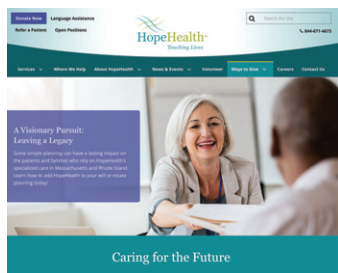 Donate Now Language Assistance
Refer a Patient Open Positions
HopeHealth
Touching Lives
Search the site
844-671-4673
Services Where We Help About HopeHealth News & Events Volunteer Ways to Give Careers Contact Us
A Visionary Pursuit:
Leaving a Legacy
Some simple planning can have a lasting impact on
the patients and families who rely on HopeHealth's
specialized care in Massachusetts and Rhode Island.
Learn how to add HopeHealth to your will or estate
planning today!
Caring for the Future